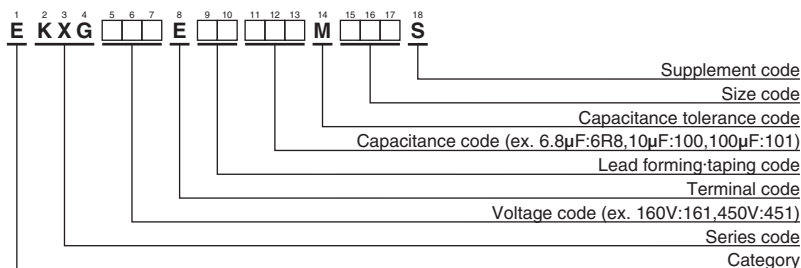 1 2 3 4 5 6 7 8 9 10 11 12 13 14 15 16 17 18
E KXG □□□ E □□ □□□ M □□□ S
Supplement code
Size code
Capacitance tolerance code
Capacitance code (ex. 6.8µF:6R8,10µF:100,100µF:101)
Lead forming·taping code
Terminal code
Voltage code (ex. 160V:161,450V:451)
Series code
Category